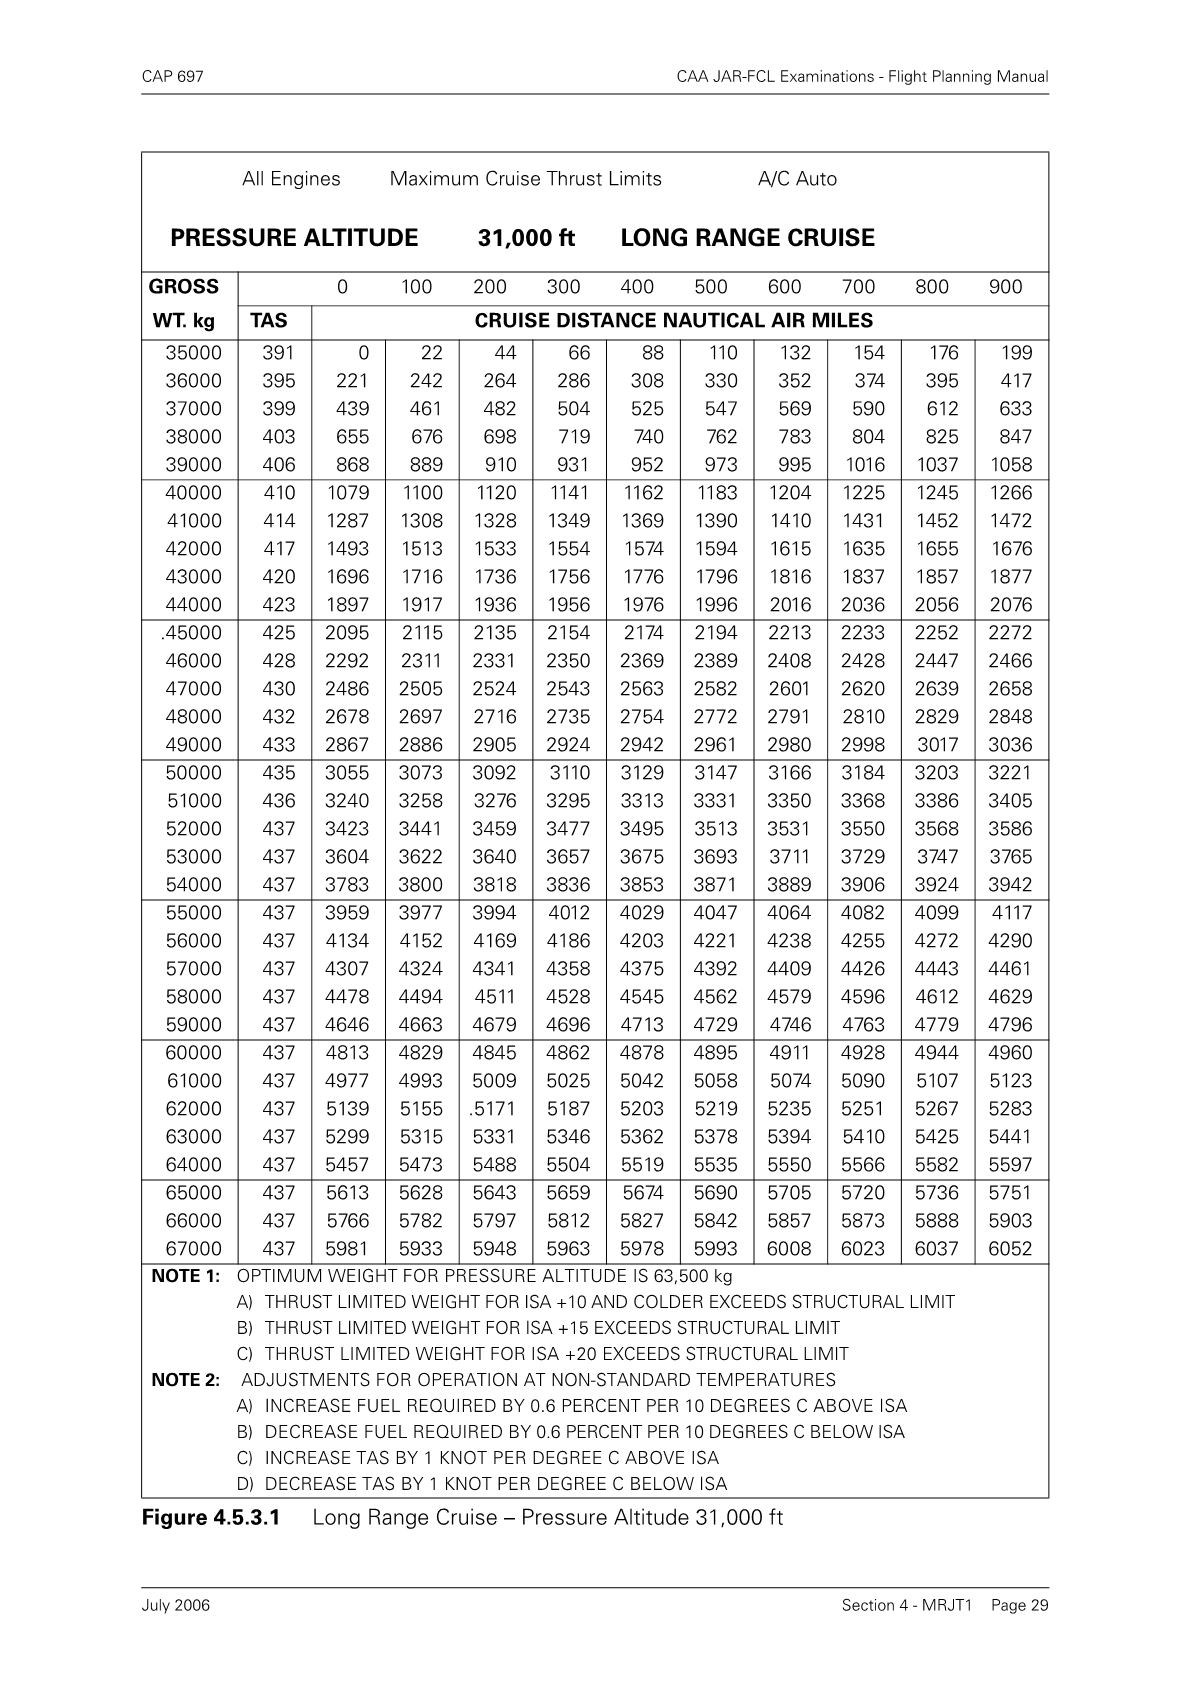 CAP 697 CAA JAR-FCL Examinations - Flight Planning Manual
All Engines Maximum Cruise Thrust Limits A/C Auto
PRESSURE ALTITUDE 31,000 ft LONG RANGE CRUISE
GROSS 0 100 200 300 400 500 600 700 800 900
WT. kg TAS CRUISE DISTANCE NAUTICAL AIR MILES
35000 391 0 22 44 66 88 110 132 154 176 199
36000 395 221 242 264 286 308 330 352 374 395 417
37000 399 439 461 482 504 525 547 569 590 612 633
38000 403 655 676 698 719 740 762 783 804 825 847
39000 406 868 889 910 931 952 973 995 1016 1037 1058
40000 410 1079 1100 1120 1141 1162 1183 1204 1225 1245 1266
41000 414 1287 1308 1328 1349 1369 1390 1410 1431 1452 1472
42000 417 1493 1513 1533 1554 1574 1594 1615 1635 1655 1676
43000 420 1696 1716 1736 1756 1776 1796 1816 1837 1857 1877
44000 423 1897 1917 1936 1956 1976 1996 2016 2036 2056 2076
.45000 425 2095 2115 2135 2154 2174 2194 2213 2233 2252 2272
46000 428 2292 2311 2331 2350 2369 2389 2408 2428 2447 2466
47000 430 2486 2505 2524 2543 2563 2582 2601 2620 2639 2658
48000 432 2678 2697 2716 2735 2754 2772 2791 2810 2829 2848
49000 433 2867 2886 2905 2924 2942 2961 2980 2998 3017 3036
50000 435 3055 3073 3092 3110 3129 3147 3166 3184 3203 3221
51000 436 3240 3258 3276 3295 3313 3331 3350 3368 3386 3405
52000 437 3423 3441 3459 3477 3495 3513 3531 3550 3568 3586
53000 437 3604 3622 3640 3657 3675 3693 3711 3729 3747 3765
54000 437 3783 3800 3818 3836 3853 3871 3889 3906 3924 3942
55000 437 3959 3977 3994 4012 4029 4047 4064 4082 4099 4117
56000 437 4134 4152 4169 4186 4203 4221 4238 4255 4272 4290
57000 437 4307 4324 4341 4358 4375 4392 4409 4426 4443 4461
58000 437 4478 4494 4511 4528 4545 4562 4579 4596 4612 4629
59000 437 4646 4663 4679 4696 4713 4729 4746 4763 4779 4796
60000 437 4813 4829 4845 4862 4878 4895 4911 4928 4944 4960
61000 437 4977 4993 5009 5025 5042 5058 5074 5090 5107 5123
62000 437 5139 5155 .5171 5187 5203 5219 5235 5251 5267 5283
63000 437 5299 5315 5331 5346 5362 5378 5394 5410 5425 5441
64000 437 5457 5473 5488 5504 5519 5535 5550 5566 5582 5597
65000 437 5613 5628 5643 5659 5674 5690 5705 5720 5736 5751
66000 437 5766 5782 5797 5812 5827 5842 5857 5873 5888 5903
67000 437 5981 5933 5948 5963 5978 5993 6008 6023 6037 6052
NOTE 1: OPTIMUM WEIGHT FOR PRESSURE ALTITUDE IS 63,500 kg
A) THRUST LIMITED WEIGHT FOR ISA +10 AND COLDER EXCEEDS STRUCTURAL LIMIT
B) THRUST LIMITED WEIGHT FOR ISA +15 EXCEEDS STRUCTURAL LIMIT
C) THRUST LIMITED WEIGHT FOR ISA +20 EXCEEDS STRUCTURAL LIMIT
NOTE 2: ADJUSTMENTS FOR OPERATION AT NON-STANDARD TEMPERATURES
A) INCREASE FUEL REQUIRED BY 0.6 PERCENT PER 10 DEGREES C ABOVE ISA
B) DECREASE FUEL REQUIRED BY 0.6 PERCENT PER 10 DEGREES C BELOW ISA
C) INCREASE TAS BY 1 KNOT PER DEGREE C ABOVE ISA
D) DECREASE TAS BY 1 KNOT PER DEGREE C BELOW ISA
Figure 4.5.3.1 Long Range Cruise – Pressure Altitude 31,000 ft
July 2006 Section 4 - MRJT1 Page 29